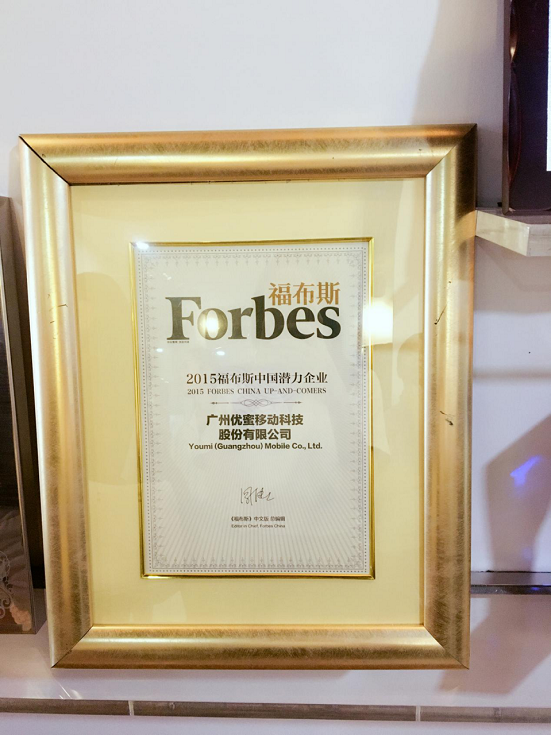 福布斯
Forbes
2015福布斯中国潜力企业
2015 FORBES CHINA UP-AND-COMERS
广州优蜜移动科技
股份有限公司
Youmi (Guangzhou) Mobile Co., Ltd.
《福布斯》中文版 总编辑
Editor in Chief, Forbes China